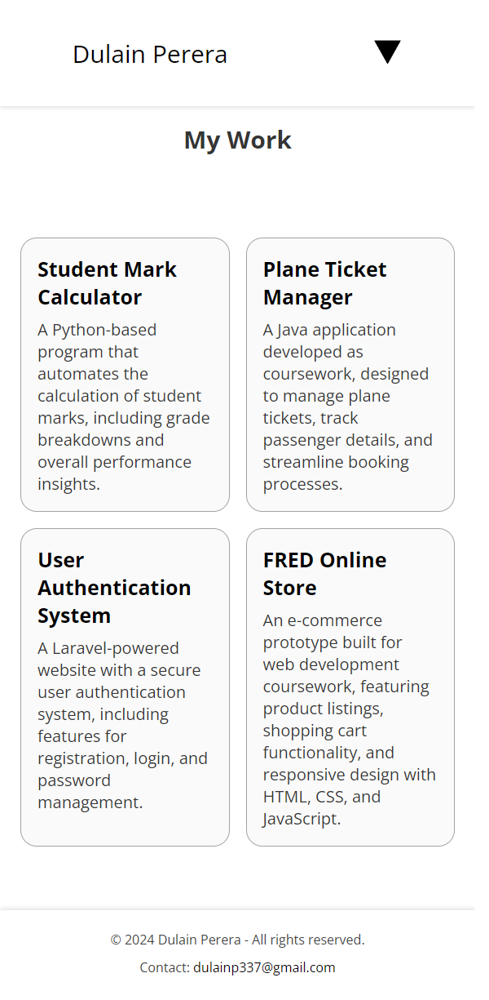 Dulain Perera
My Work
Student Mark
Calculator
A Python-based
program that
automates the
calculation of student
marks, including grade
breakdowns and
overall performance
insights.
Plane Ticket
Manager
A Java application
developed as
coursework, designed
to manage plane
tickets, track
passenger details, and
streamline booking
processes.
User
Authentication
System
A Laravel-powered
website with a secure
user authentication
system, including
features for
registration, login, and
password
management.
FRED Online
Store
An e-commerce
prototype built for
web development
coursework, featuring
product listings,
shopping cart
functionality, and
responsive design with
HTML, CSS, and
JavaScript.
© 2024 Dulain Perera - All rights reserved.
Contact: dulainp337@gmail.com